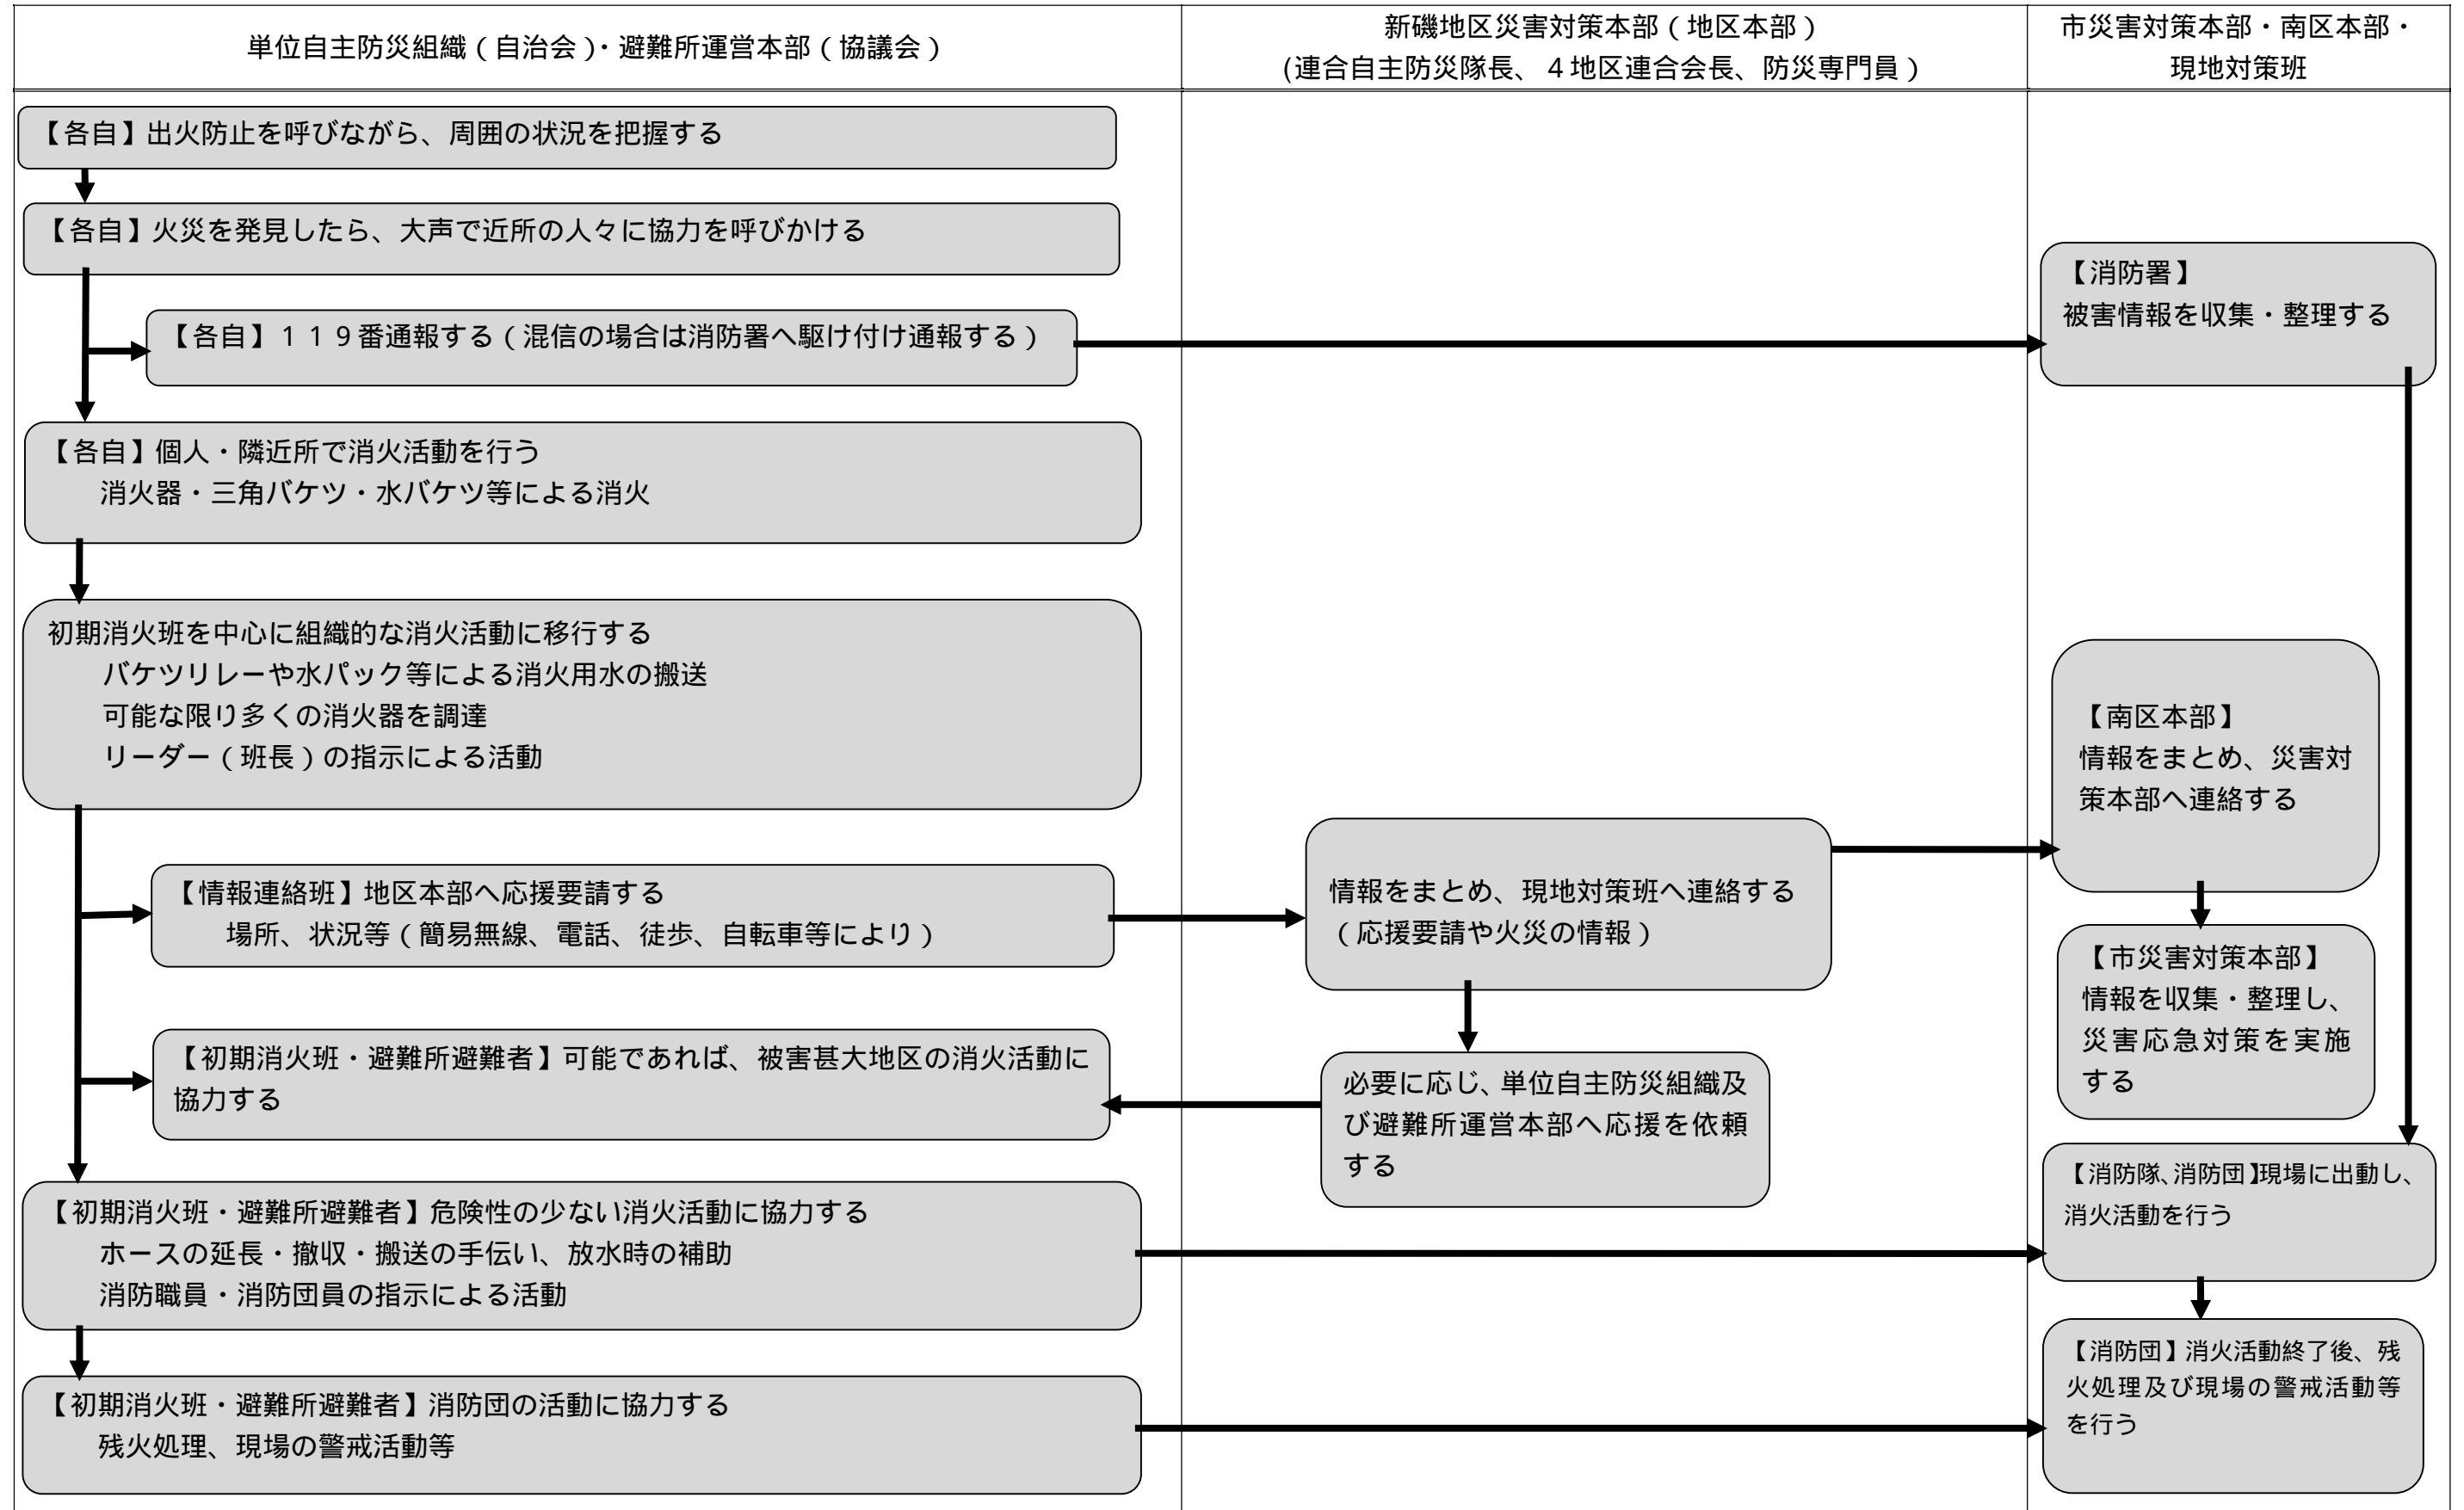 単位自主防災組織（自治会）・避難所運営本部（協議会）
新磯地区災害対策本部（地区本部）
(連合自主防災隊長、４地区連合会長、防災専門員）
市災害対策本部・南区本部・
現地対策班
【各自】出火防止を呼びながら、周囲の状況を把握する
【各自】火災を発見したら、大声で近所の人々に協力を呼びかける
【各自】１１９番通報する（混信の場合は消防署へ駆け付け通報する）
【消防署】
被害情報を収集・整理する
【各自】個人・隣近所で消火活動を行う
消火器・三角バケツ・水バケツ等による消火
初期消火班を中心に組織的な消火活動に移行する
バケツリレーや水パック等による消火用水の搬送
可能な限り多くの消火器を調達
リーダー（班長）の指示による活動
【南区本部】
情報をまとめ、災害対
策本部へ連絡する
【情報連絡班】地区本部へ応援要請する
場所、状況等（簡易無線、電話、徒歩、自転車等により）
情報をまとめ、現地対策班へ連絡する
（応援要請や火災の情報）
【市災害対策本部】
情報を収集・整理し、
災害応急対策を実施
する
【初期消火班・避難所避難者】可能であれば、被害甚大地区の消火活動に
協力する
必要に応じ、単位自主防災組織及
び避難所運営本部へ応援を依頼
する
【消防隊、消防団】現場に出動し、
消火活動を行う
【初期消火班・避難所避難者】危険性の少ない消火活動に協力する
ホースの延長・撤収・搬送の手伝い、放水時の補助
消防職員・消防団員の指示による活動
【消防団】消火活動終了後、残
火処理及び現場の警戒活動等
を行う
【初期消火班・避難所避難者】消防団の活動に協力する
残火処理、現場の警戒活動等